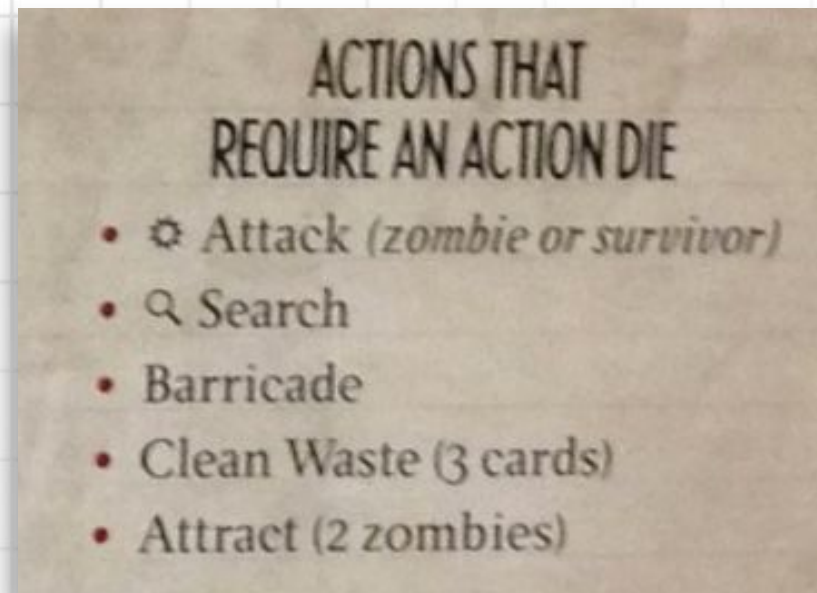 ACTIONS THAT
REQUIRE AN ACTION DIE
• Attack (zombie or survivor)
• Search
• Barricade
• Clean Waste (3 cards)
• Attract (2 zombies)